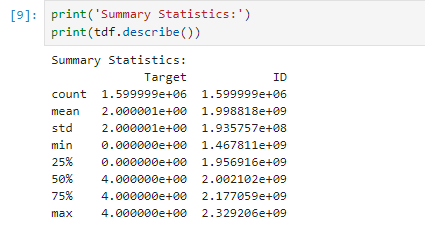 [9]: print('Summary Statistics:')
print(tdf.describe())
Summary Statistics:
Target ID
count 1.599999e+06 1.599999e+06
mean 2.000001e+00 1.998818e+09
std 2.000001e+00 1.935757e+08
min 0.000000e+00 1.467811e+09
25% 0.000000e+00 1.956916e+09
50% 4.000000e+00 2.002102e+09
75% 4.000000e+00 2.177059e+09
max 4.000000e+00 2.329206e+09